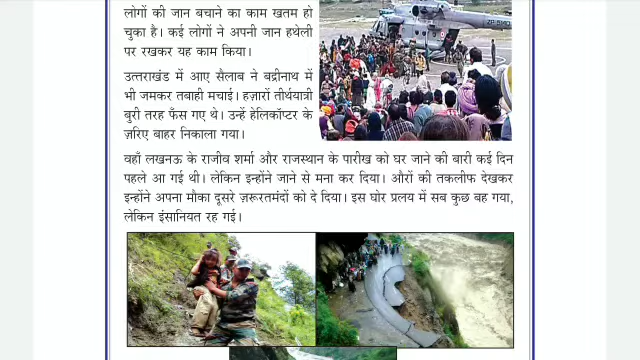 लोगों की जान बचाने का काम खतम हो
चुका है। कई लोगों ने अपनी जान हथेली
पर रखकर यह काम किया।
उत्तराखंड में आए सैलाब ने बद्रीनाथ में
भी जमकर तबाही मचाई। हज़ारों तीर्थयात्री
बुरी तरह फँस गए थे। उन्हें हेलिकॉप्टर के
ज़रिए बाहर निकाला गया।
वहाँ लखनऊ के राजीव शर्मा और राजस्थान के पारीख को घर जाने की बारी कई दिन
पहले आ गई थी। लेकिन इन्होंने जाने से मना कर दिया। औरों की तकलीफ देखकर
इन्होंने अपना मौका दूसरे ज़रूरतमंदों को दे दिया। इस घोर प्रलय में सब कुछ बह गया,
लेकिन इंसानियत रह गई।